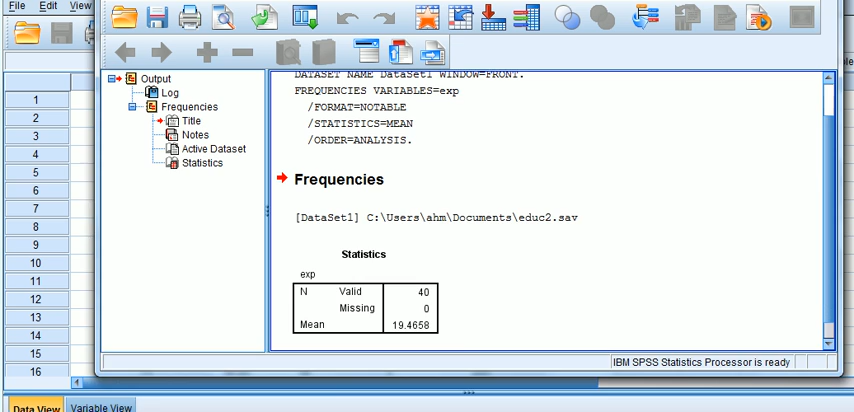 File Edit View
Output
Log
Frequencies
Title
Notes
Active Dataset
Statistics
DATASET NAME DataSet1 WINDOW=FRONT.
FREQUENCIES VARIABLES=exp
/FORMAT=NOTABLE
/STATISTICS=MEAN
/ORDER=ANALYSIS.
Frequencies
[DataSet1] C:\Users\ahm\Documents\educ2.sav
Statistics
exp
N Valid 40
Missing 0
Mean 19.4658
1
2
3
4
5
6
7
8
9
10
11
12
13
14
15
16
IBM SPSS Statistics Processor is ready
Data View Variable View